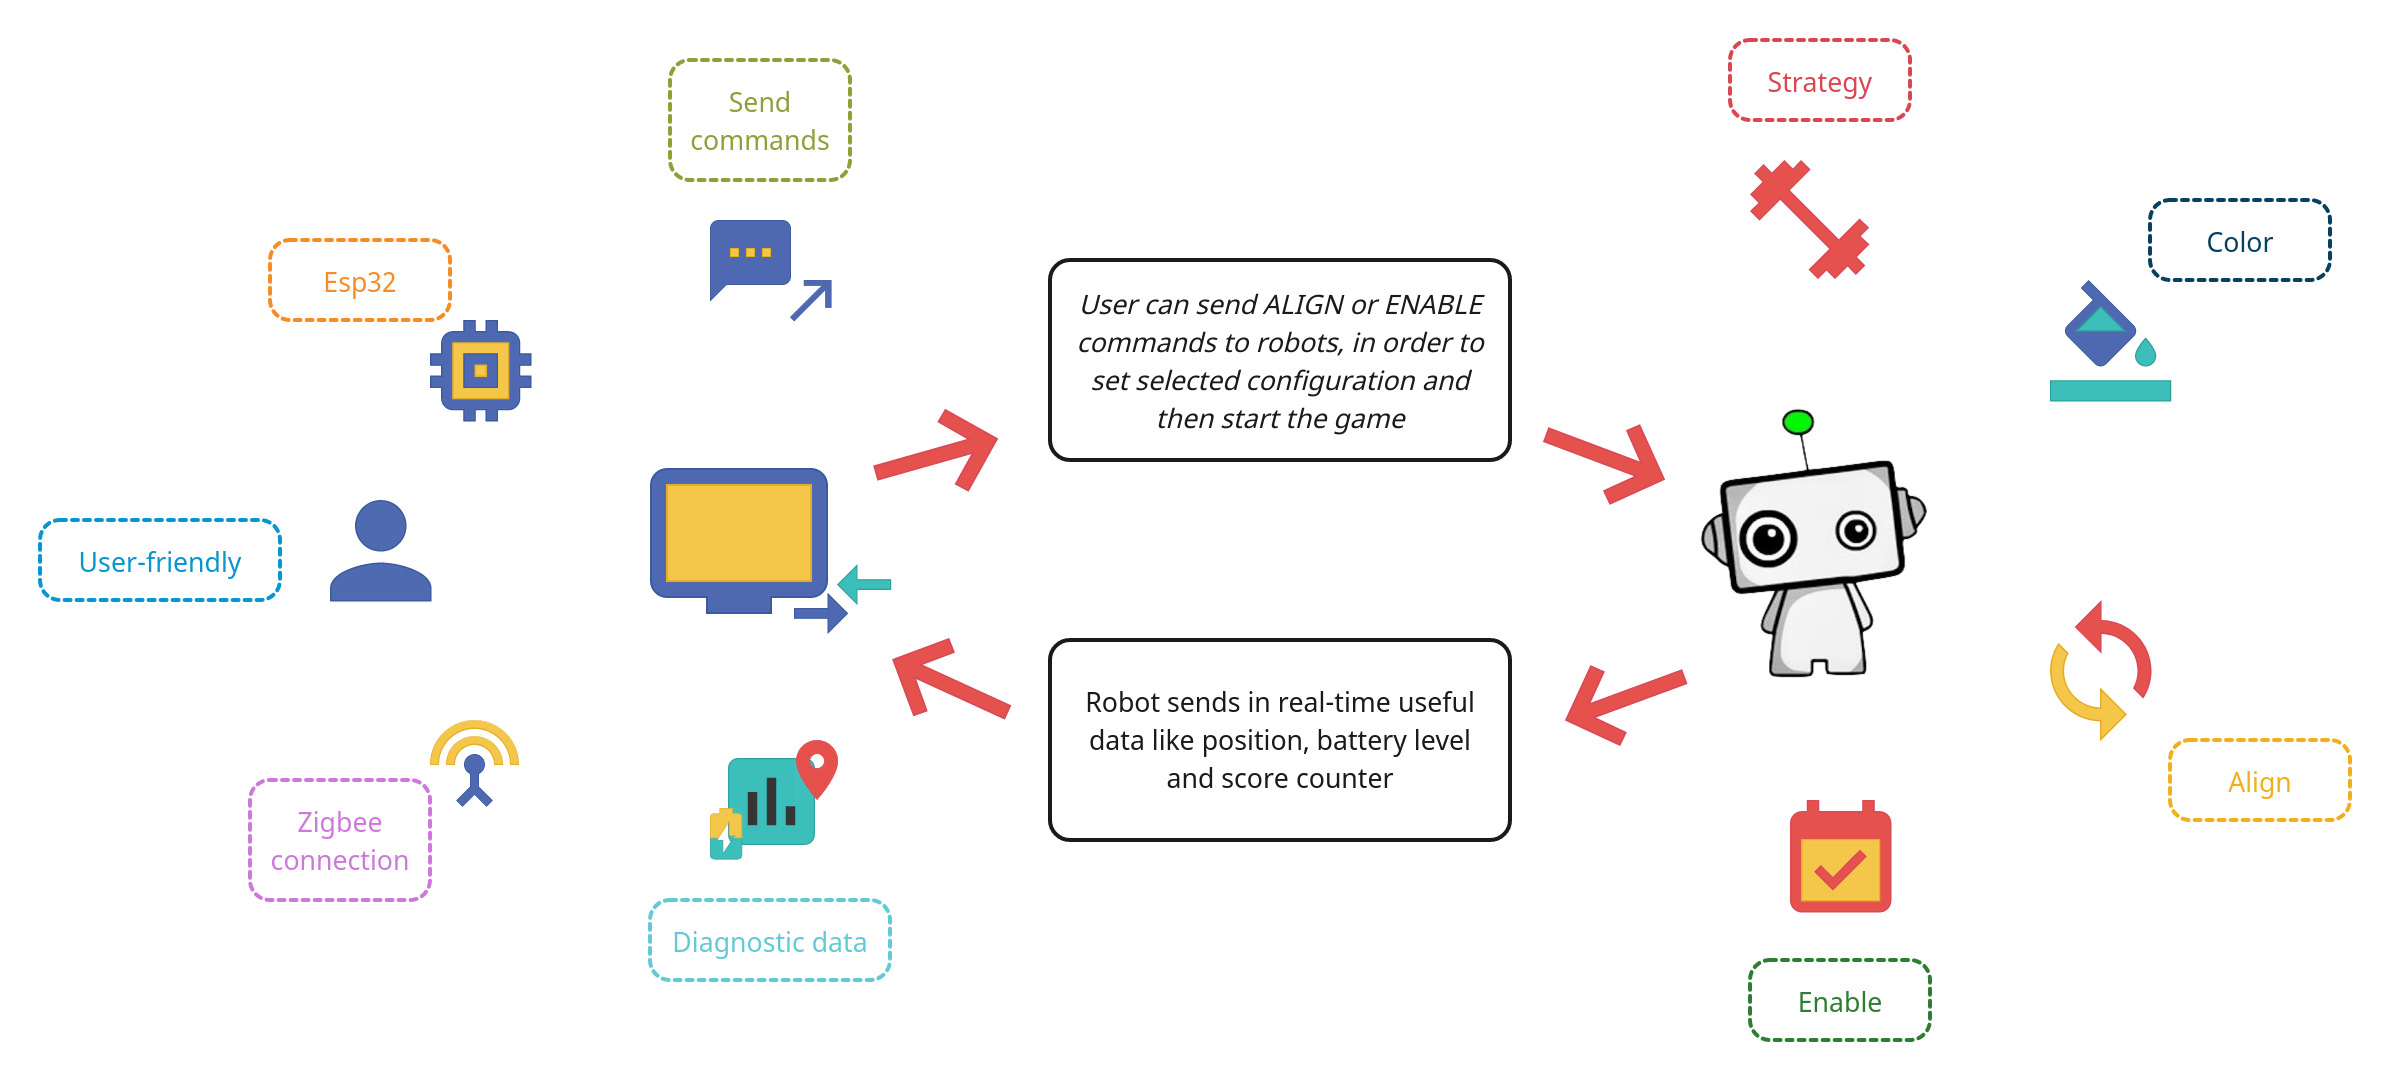 Strategy
Send
commands
Color
Esp32
User can send ALIGN or ENABLE
commands to robots, in order to
set selected configuration and
then start the game
User-friendly
Robot sends in real-time useful
data like position, battery level
and score counter
Align
Zigbee
connection
Diagnostic data
Enable